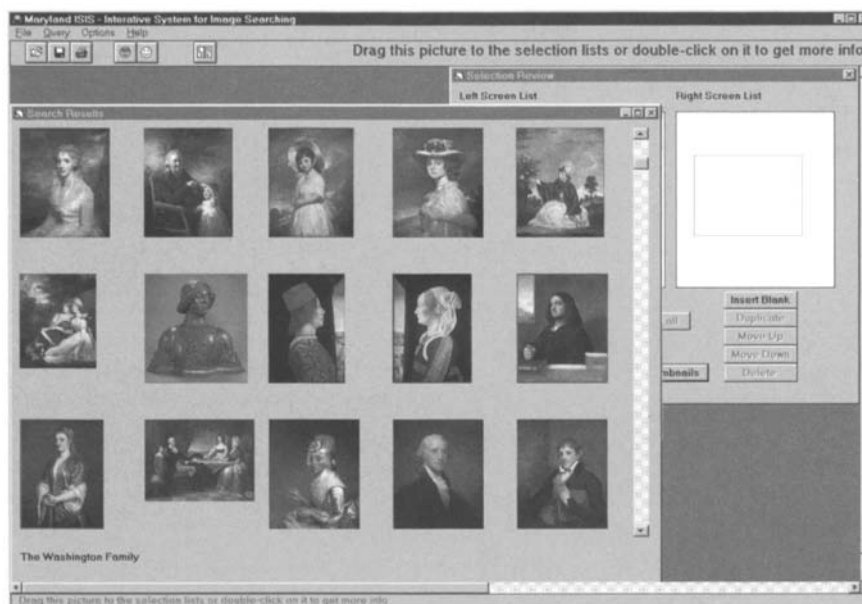 Maryland ISIS - Interative System for Image Searching
File Query Options Help
Drag this picture to the selection lists or double-click on it to get more info
Selection Review
Left Screen List Right Screen List
Search Results
Insert Blank
all Duplicate
Move Up
Move Down
mbnails Delete
The Washington Family
Drag this picture to the selection lists or double-click on it to get more info